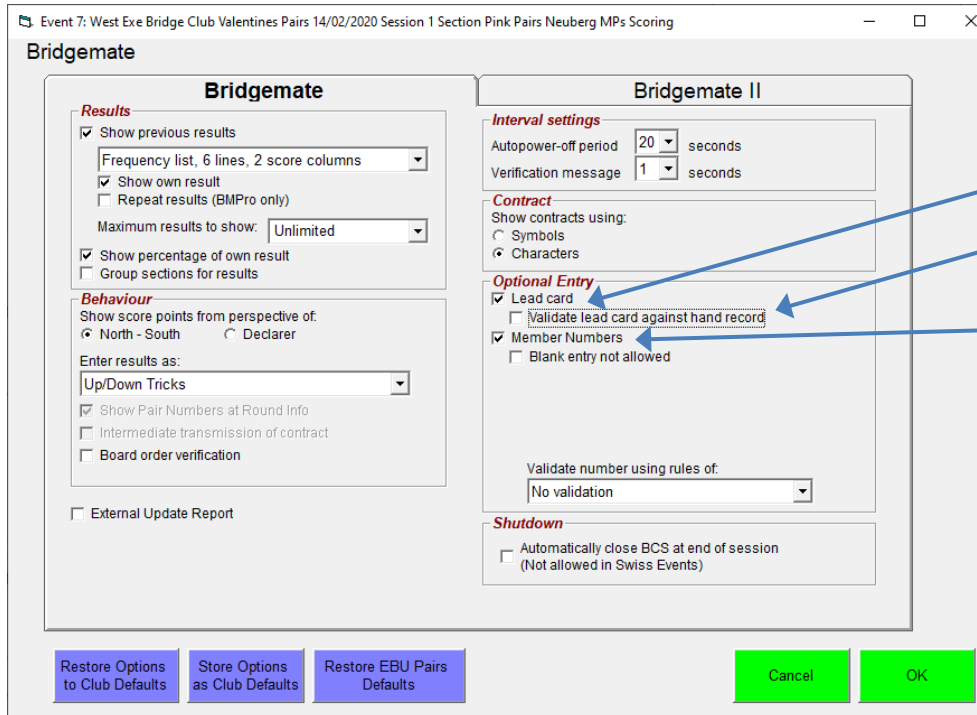 Event 7: West Exe Bridge Club Valentines Pairs 14/02/2020 Session 1 Section Pink Pairs Neuberg MPs Scoring
Bridgemate
Bridgemate
Results
Show previous results
Frequency list, 6 lines, 2 score columns
Show own result
Repeat results (BMPro only)
Maximum results to show: Unlimited
Show percentage of own result
Group sections for results
Behaviour
Show score points from perspective of:
North - South Declarer
Enter results as:
Up/Down Tricks
Show Pair Numbers at Round Info
Intermediate transmission of contract
Board order verification
External Update Report
Bridgemate II
Interval settings
Autopower-off period 20 seconds
Verification message 1 seconds
Contract
Show contracts using:
Symbols
Characters
Optional Entry
Lead card
Validate lead card against hand record
Member Numbers
Blank entry not allowed
Validate number using rules of:
No validation
Shutdown
Automatically close BCS at end of session
(Not allowed in Swiss Events)
Restore Options
to Club Defaults
Store Options
as Club Defaults
Restore EBU Pairs
Defaults
Cancel
OK